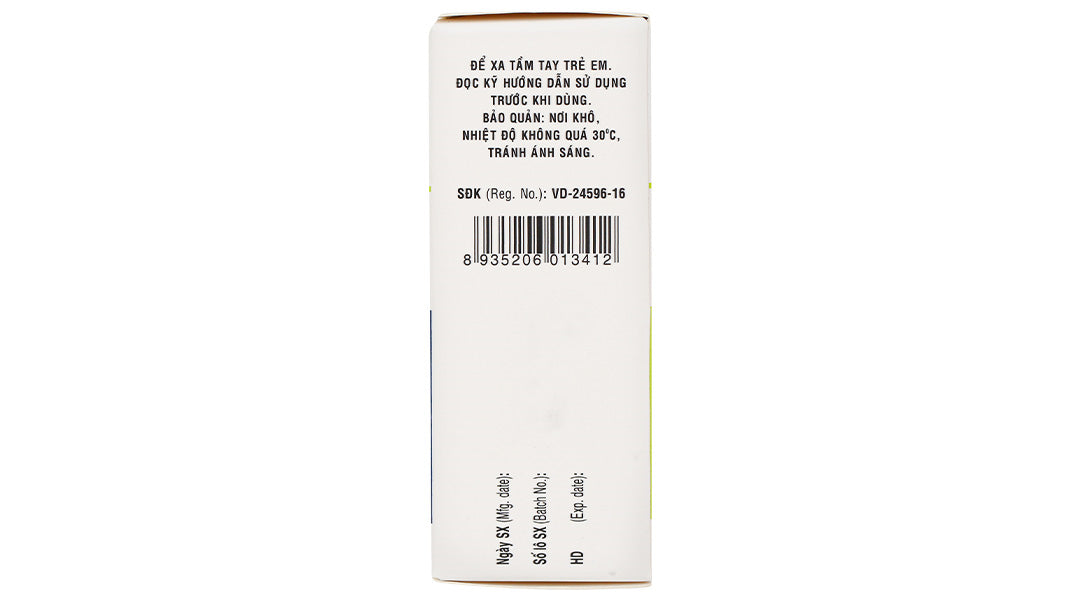 ĐỂ XA TẦM TAY TRẺ EM.
ĐỌC KỸ HƯỚNG DẪN SỬ DỤNG
TRƯỚC KHI DÙNG.
BẢO QUẢN: NƠI KHÔ,
NHIỆT ĐỘ KHÔNG QUÁ 30°C,
TRÁNH ÁNH SÁNG.
SĐK (Reg. No.): VD-24596-16
8 935206 013412
Ngày SX (Mfg. date):
Số lô SX (Batch No.):
HD (Exp. date):